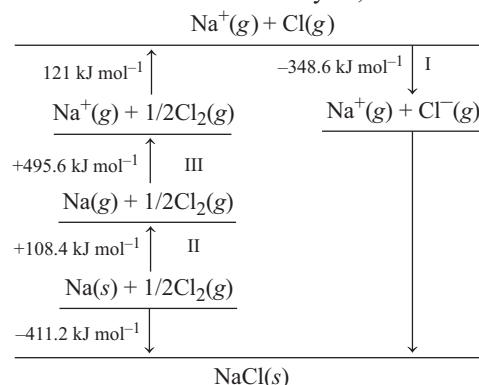 Na⁺(g) + Cl(g)
121 kJ mol⁻¹
–348.6 kJ mol⁻¹ I
Na⁺(g) + 1/2Cl₂(g)
Na⁺(g) + Cl⁻(g)
+495.6 kJ mol⁻¹ III
Na(g) + 1/2Cl₂(g)
+108.4 kJ mol⁻¹ II
Na(s) + 1/2Cl₂(g)
–411.2 kJ mol⁻¹
NaCl(s)